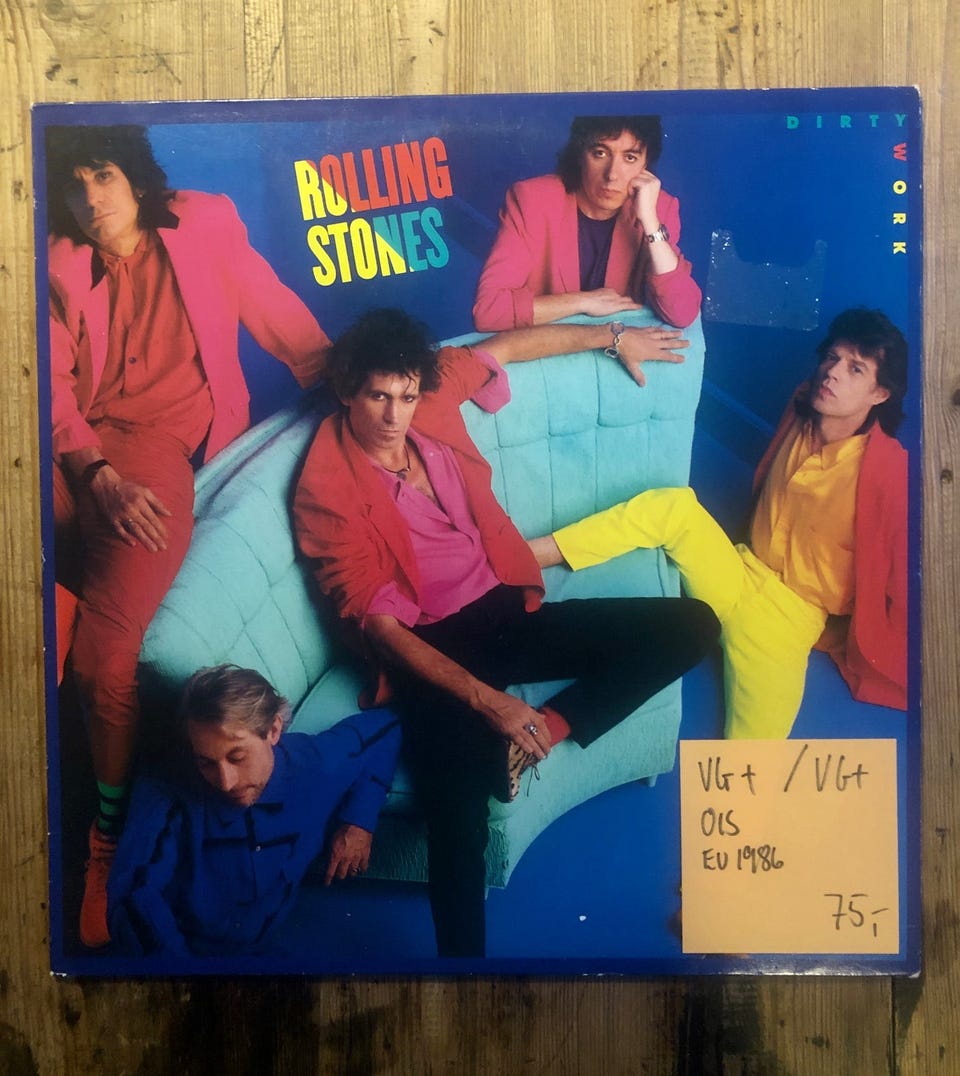 ROLLING
STONES
DIRTY
WORK
VG+ / VG+
OIS
EU 1986
75,-